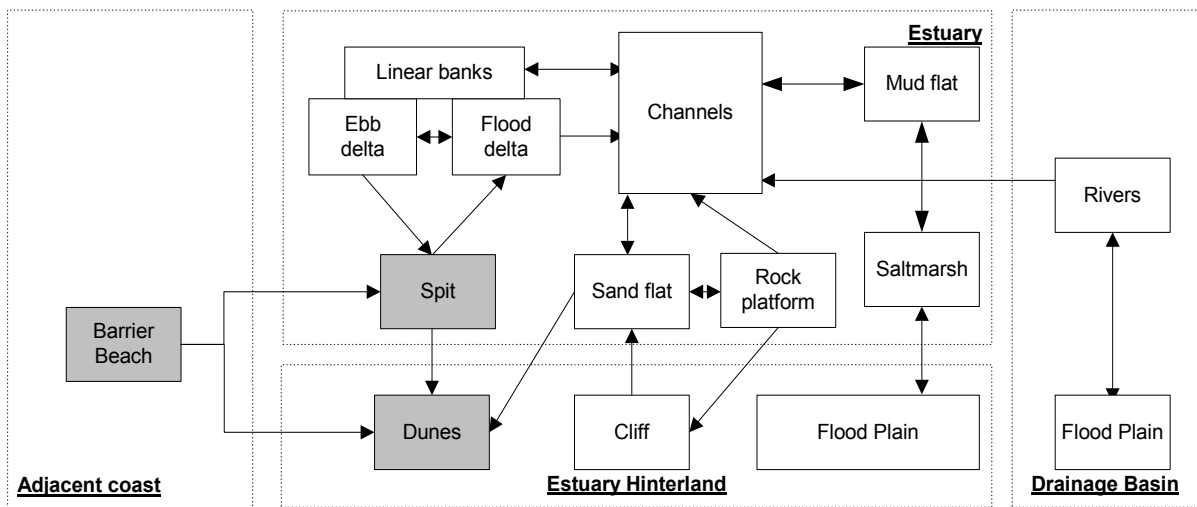 Estuary
Linear banks
Ebb
delta
Flood
delta
Channels
Mud flat
Rivers
Spit
Sand flat
Rock
platform
Saltmarsh
Barrier
Beach
Dunes
Cliff
Flood Plain
Flood Plain
Adjacent coast
Estuary Hinterland
Drainage Basin